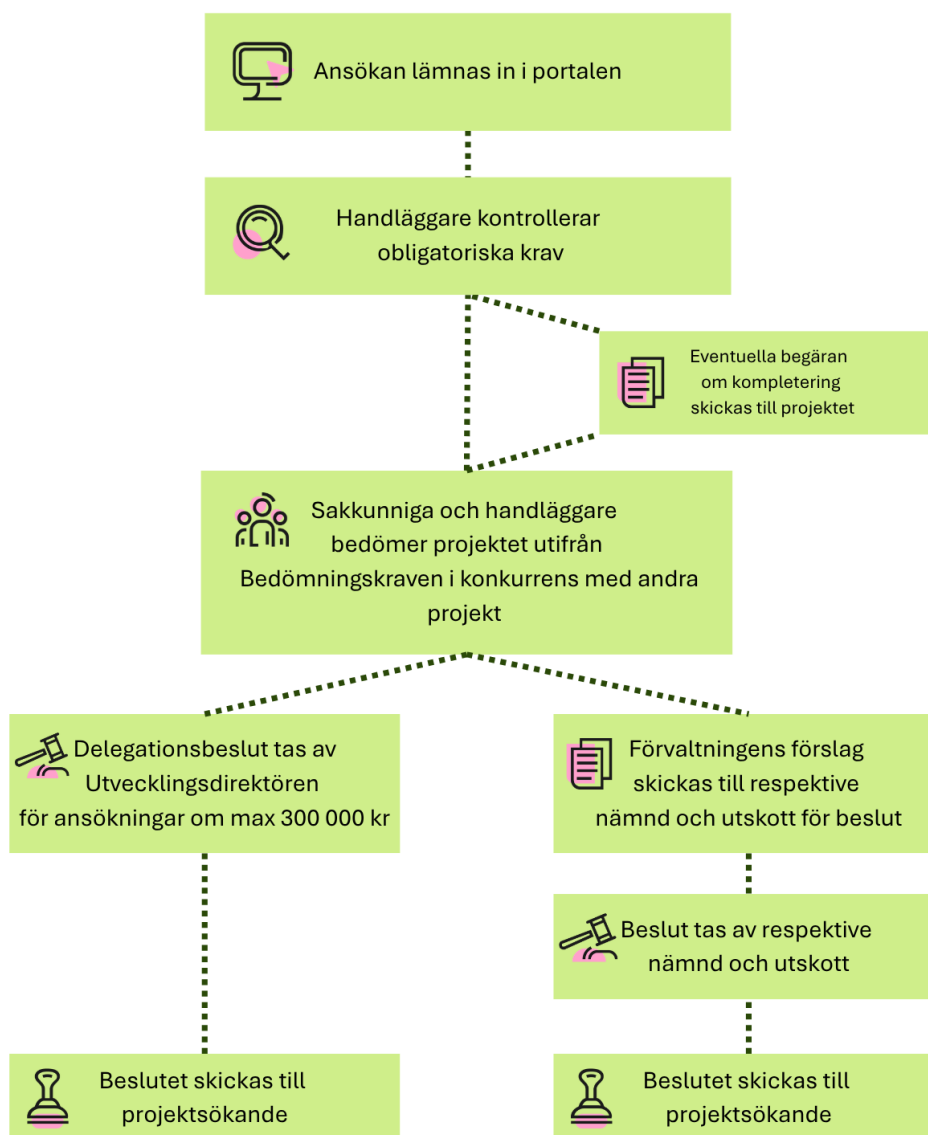 Ansökan lämnas in i portalen
Handläggare kontrollerar
obligatoriska krav
Eventuella begäran
om kompletering
skickas till projektet
Sakkunniga och handläggare
bedömer projektet utifrån
Bedömningskraven i konkurrens med andra
projekt
Delegationsbeslut tas av
Utvecklingsdirektören
för ansökningar om max 300 000 kr
Förvaltningens förslag
skickas till respektive
nämnd och utskott för beslut
Beslut tas av respektive
nämnd och utskott
Beslutet skickas till
projektsökande
Beslutet skickas till
projektsökande